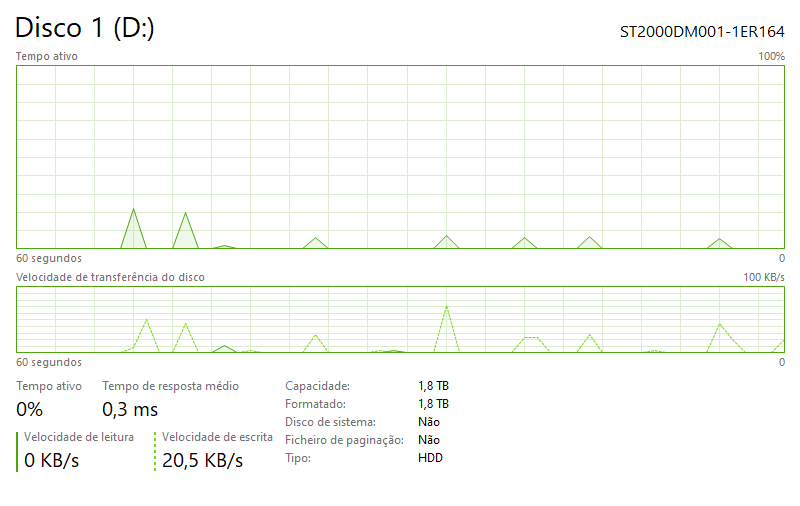 Disco 1 (D:)
ST2000DM001-1ER164
Tempo ativo
100%
60 segundos
0
Velocidade de transferência do disco
100 KB/s
60 segundos
0
Tempo ativo
0%
Tempo de resposta médio
0,3 ms
Velocidade de leitura
0 KB/s
Velocidade de escrita
20,5 KB/s
Capacidade: 1,8 TB
Formatado: 1,8 TB
Disco de sistema: Não
Ficheiro de paginação: Não
Tipo: HDD